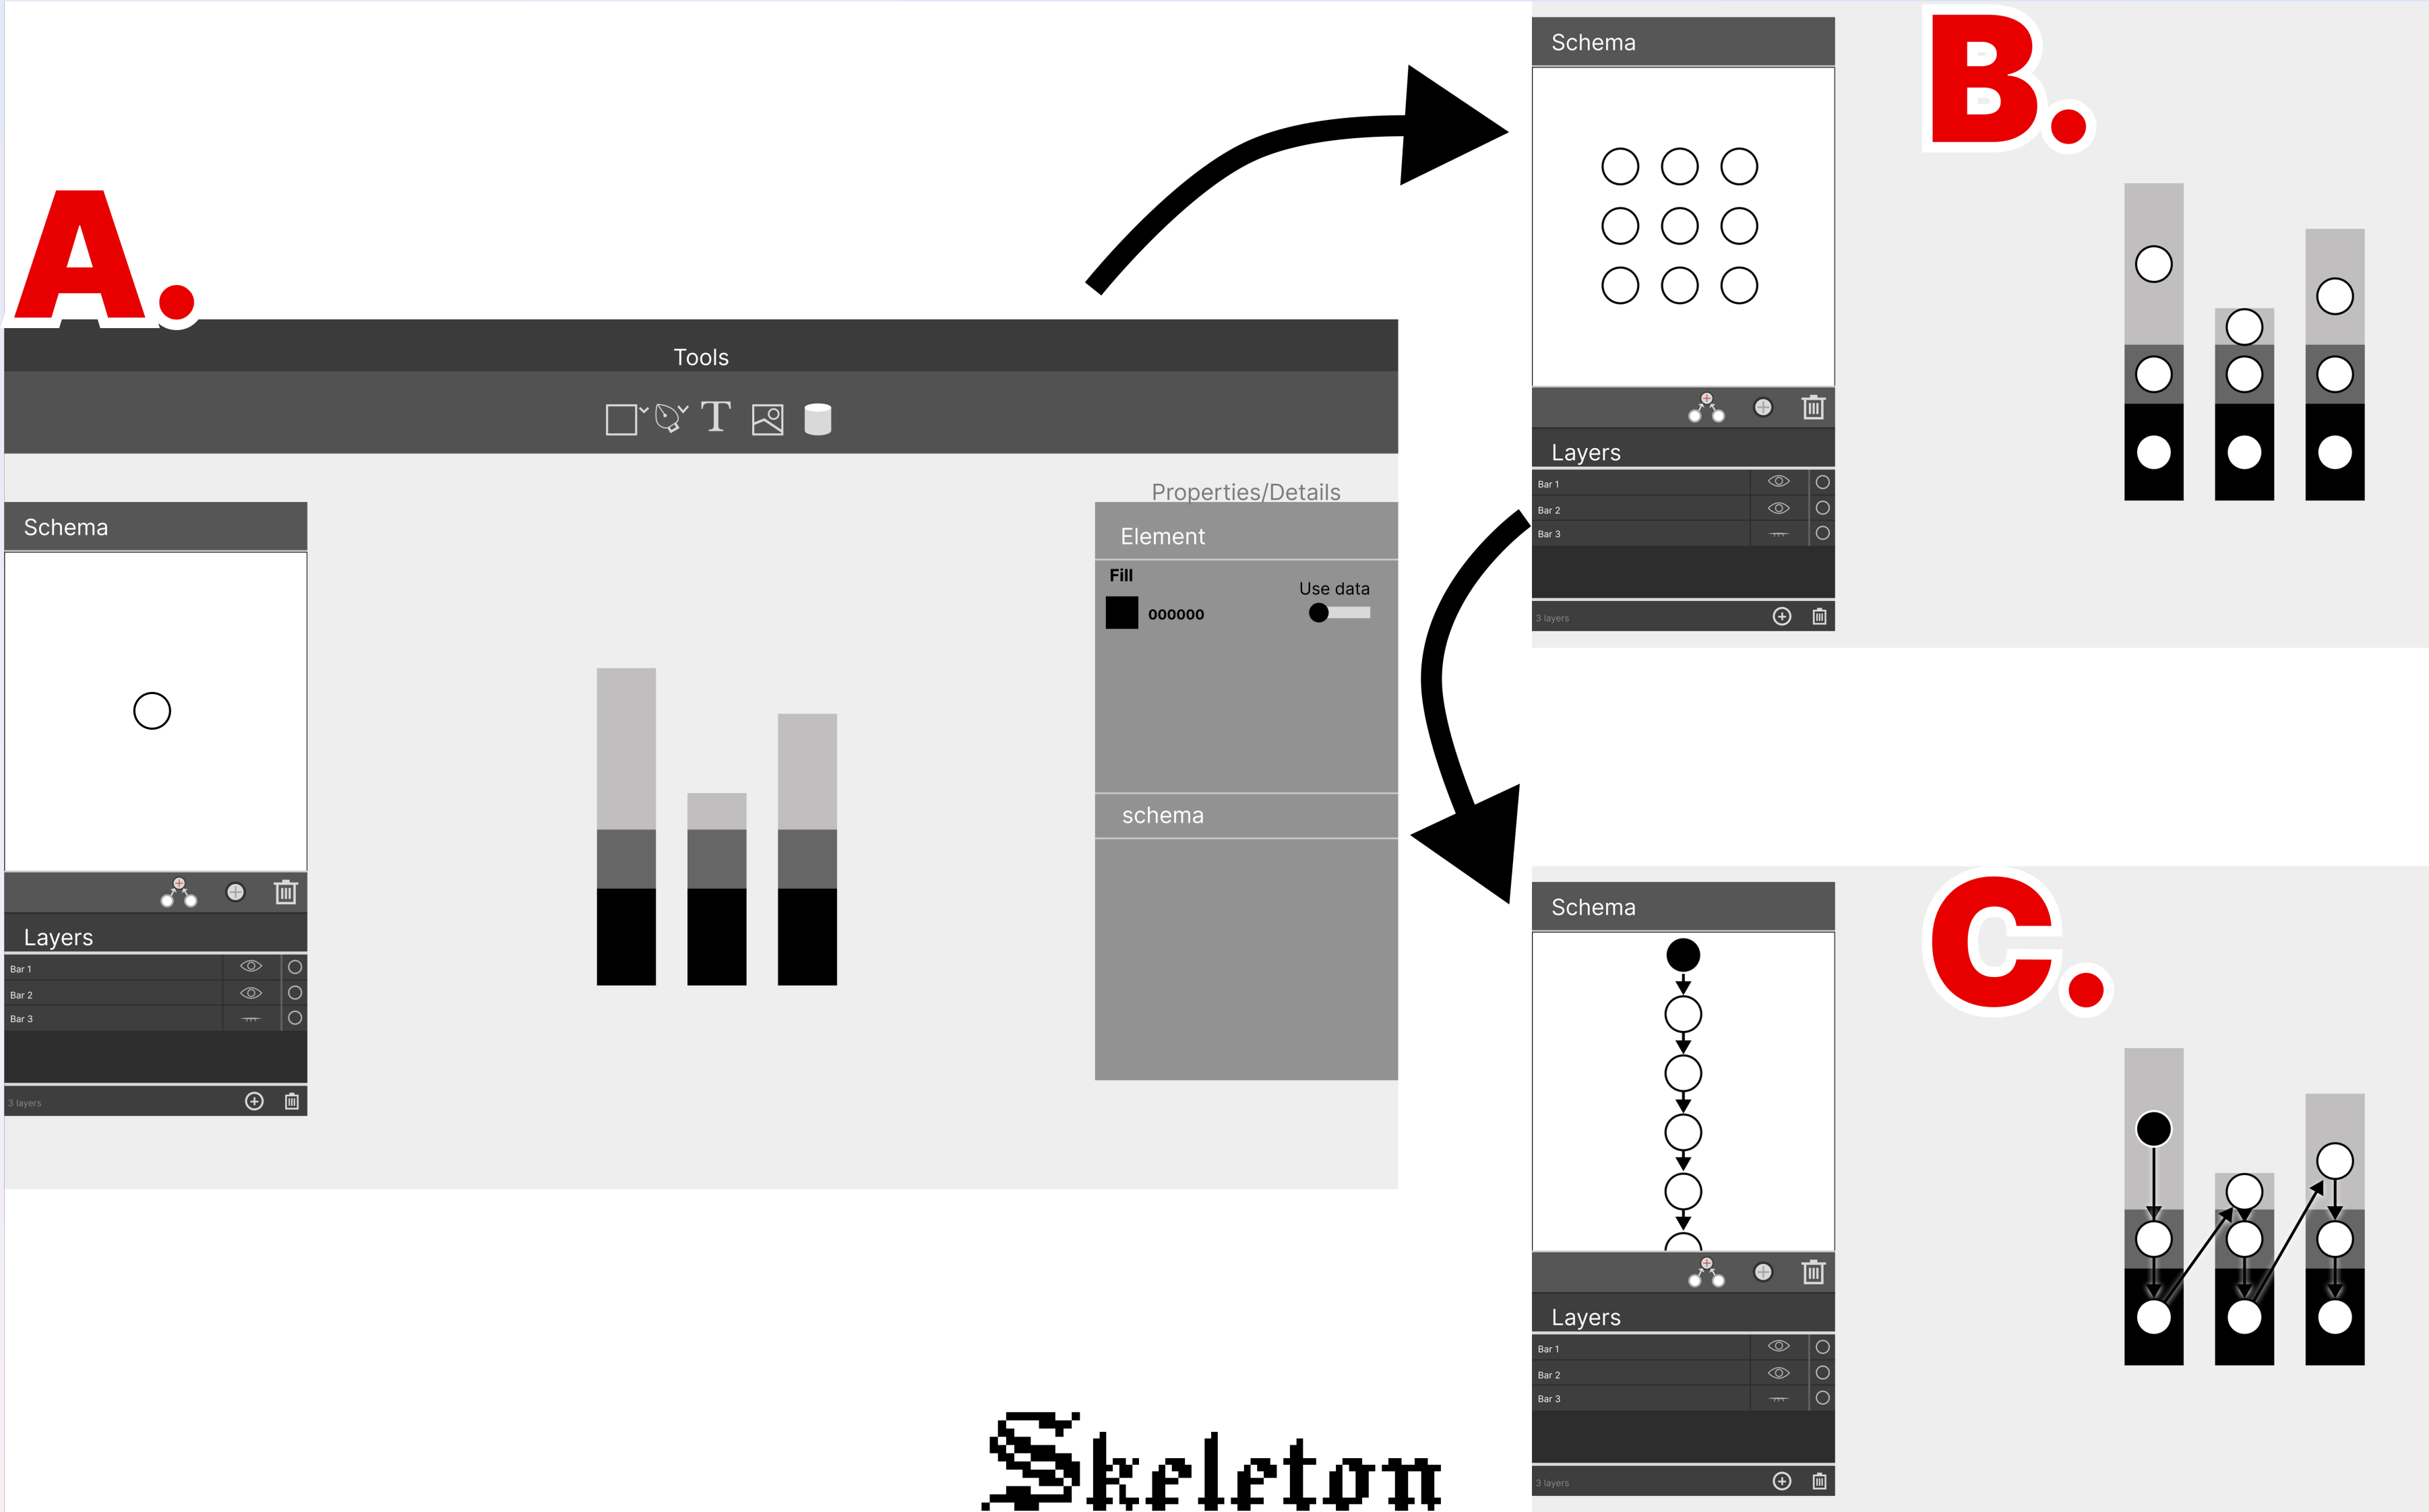 A.
Tools
T
Schema
Layers
Bar 1
Bar 2
Bar 3
3 layers
Properties/Details
Element
Fill
Use data
000000
schema
B.
Schema
Layers
Bar 1
Bar 2
Bar 3
3 layers
C.
Schema
Layers
Bar 1
Bar 2
Bar 3
3 layers
Skeleton